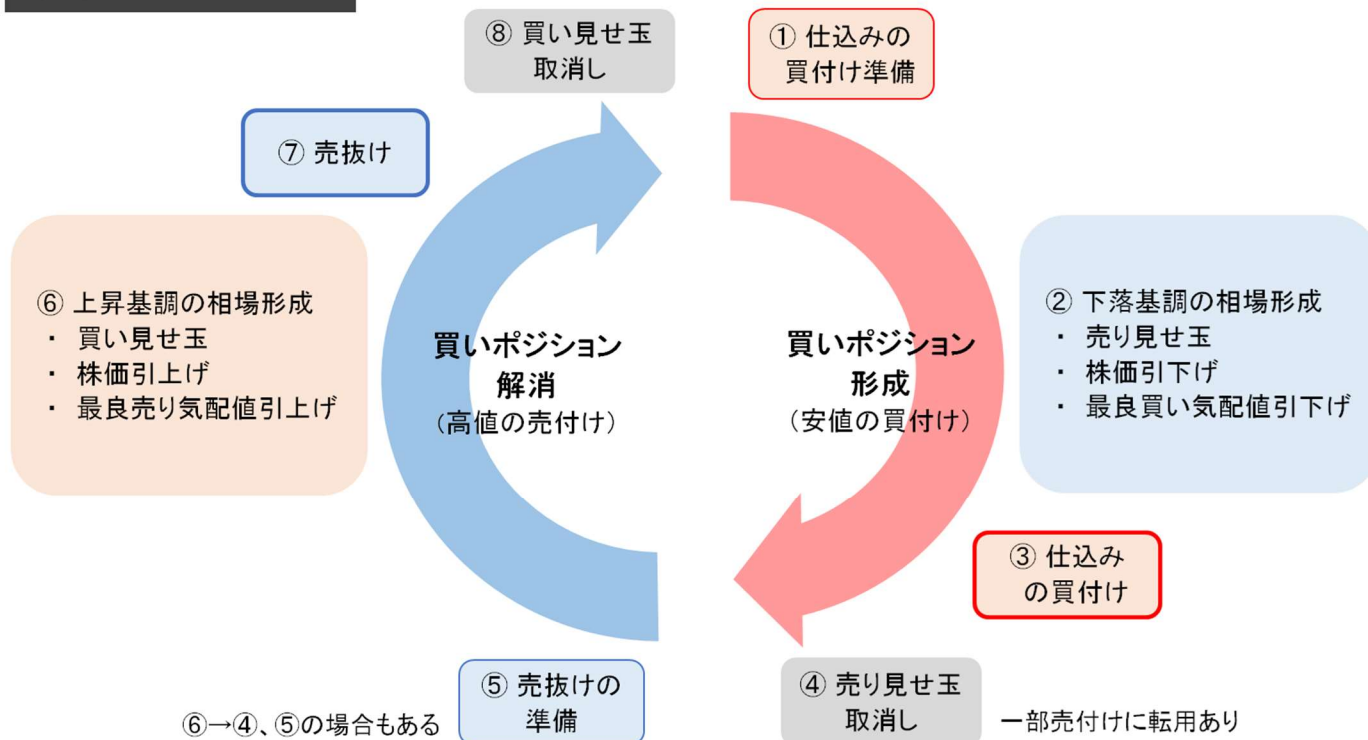 ⑧ 買い見せ玉
取消し
① 仕込みの
買付け準備
⑦ 売抜け
⑥ 上昇基調の相場形成
・ 買い見せ玉
・ 株価引上げ
・ 最良売り気配値引上げ
買いポジション
解消
(高値の売付け)
買いポジション
形成
(安値の買付け)
② 下落基調の相場形成
・ 売り見せ玉
・ 株価引下げ
・ 最良買い気配値引下げ
③ 仕込み
の買付け
⑤ 売抜けの
準備
④ 売り見せ玉
取消し
⑥→④、⑤の場合もある
一部売付けに転用あり